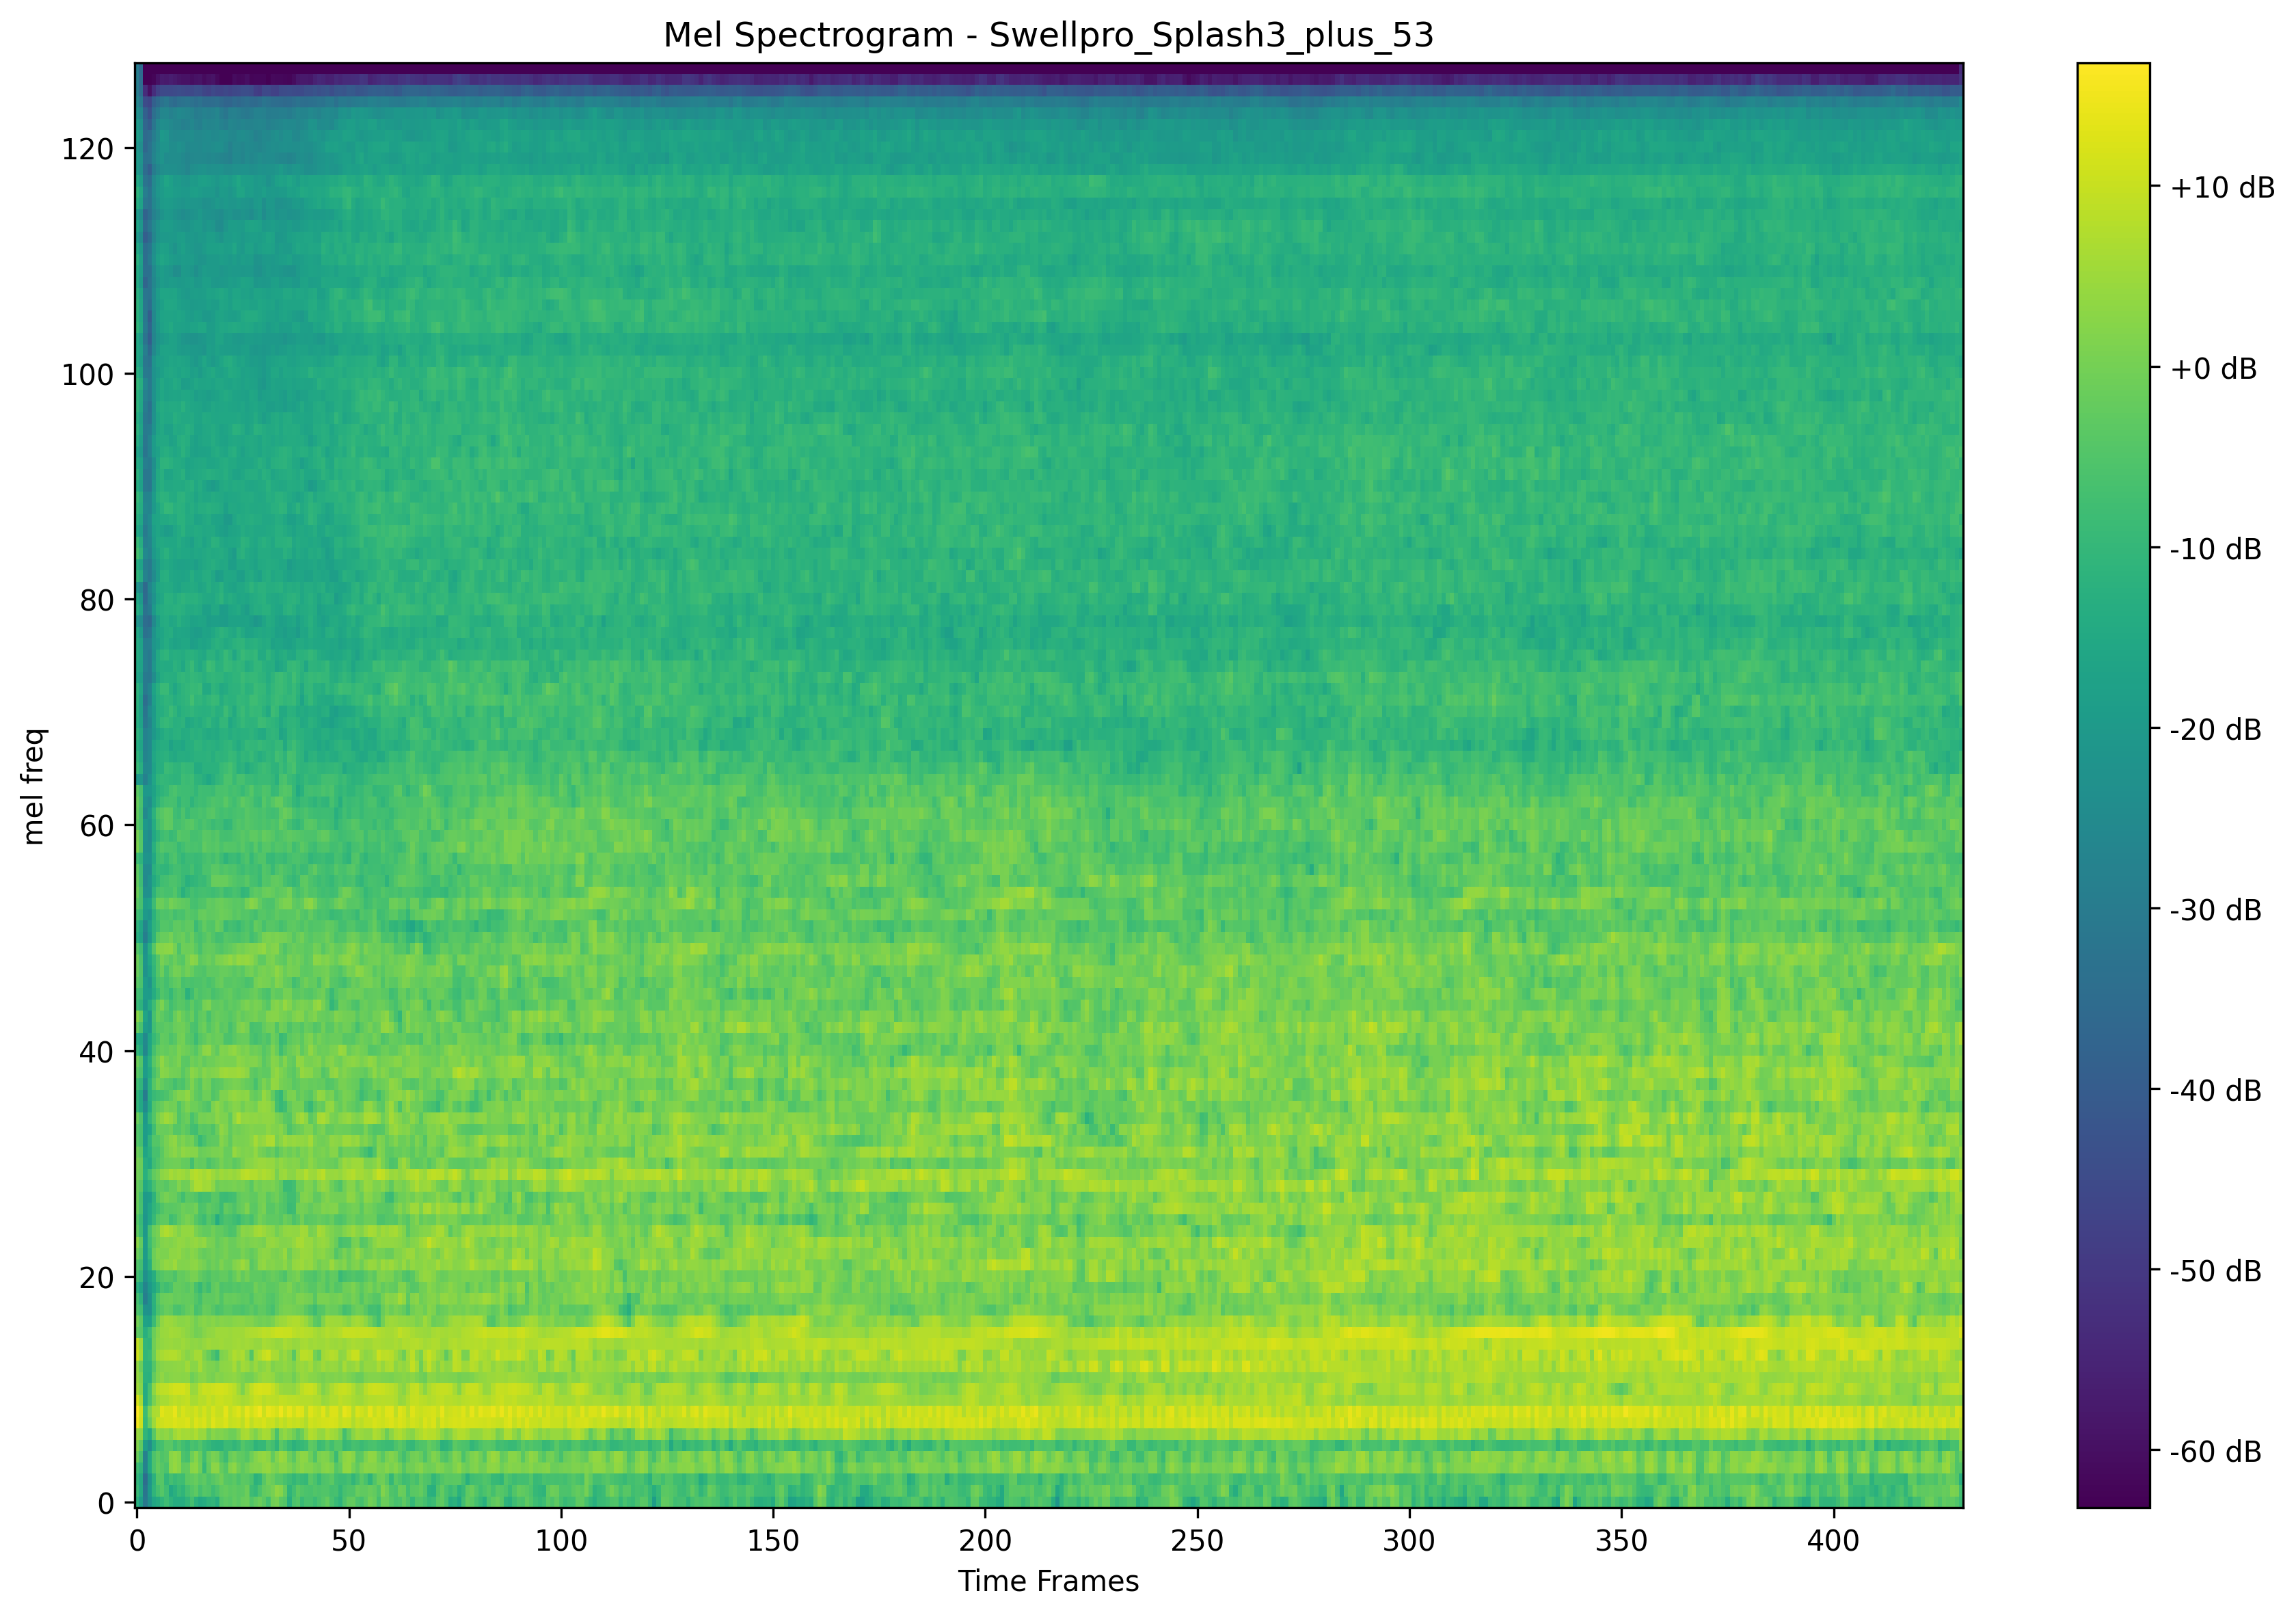 Mel Spectrogram - Swellpro_Splash3_plus_53
mel freq
120
100
80
60
40
20
0
0 50 100 150 200 250 300 350 400
Time Frames
+10 dB
+0 dB
-10 dB
-20 dB
-30 dB
-40 dB
-50 dB
-60 dB